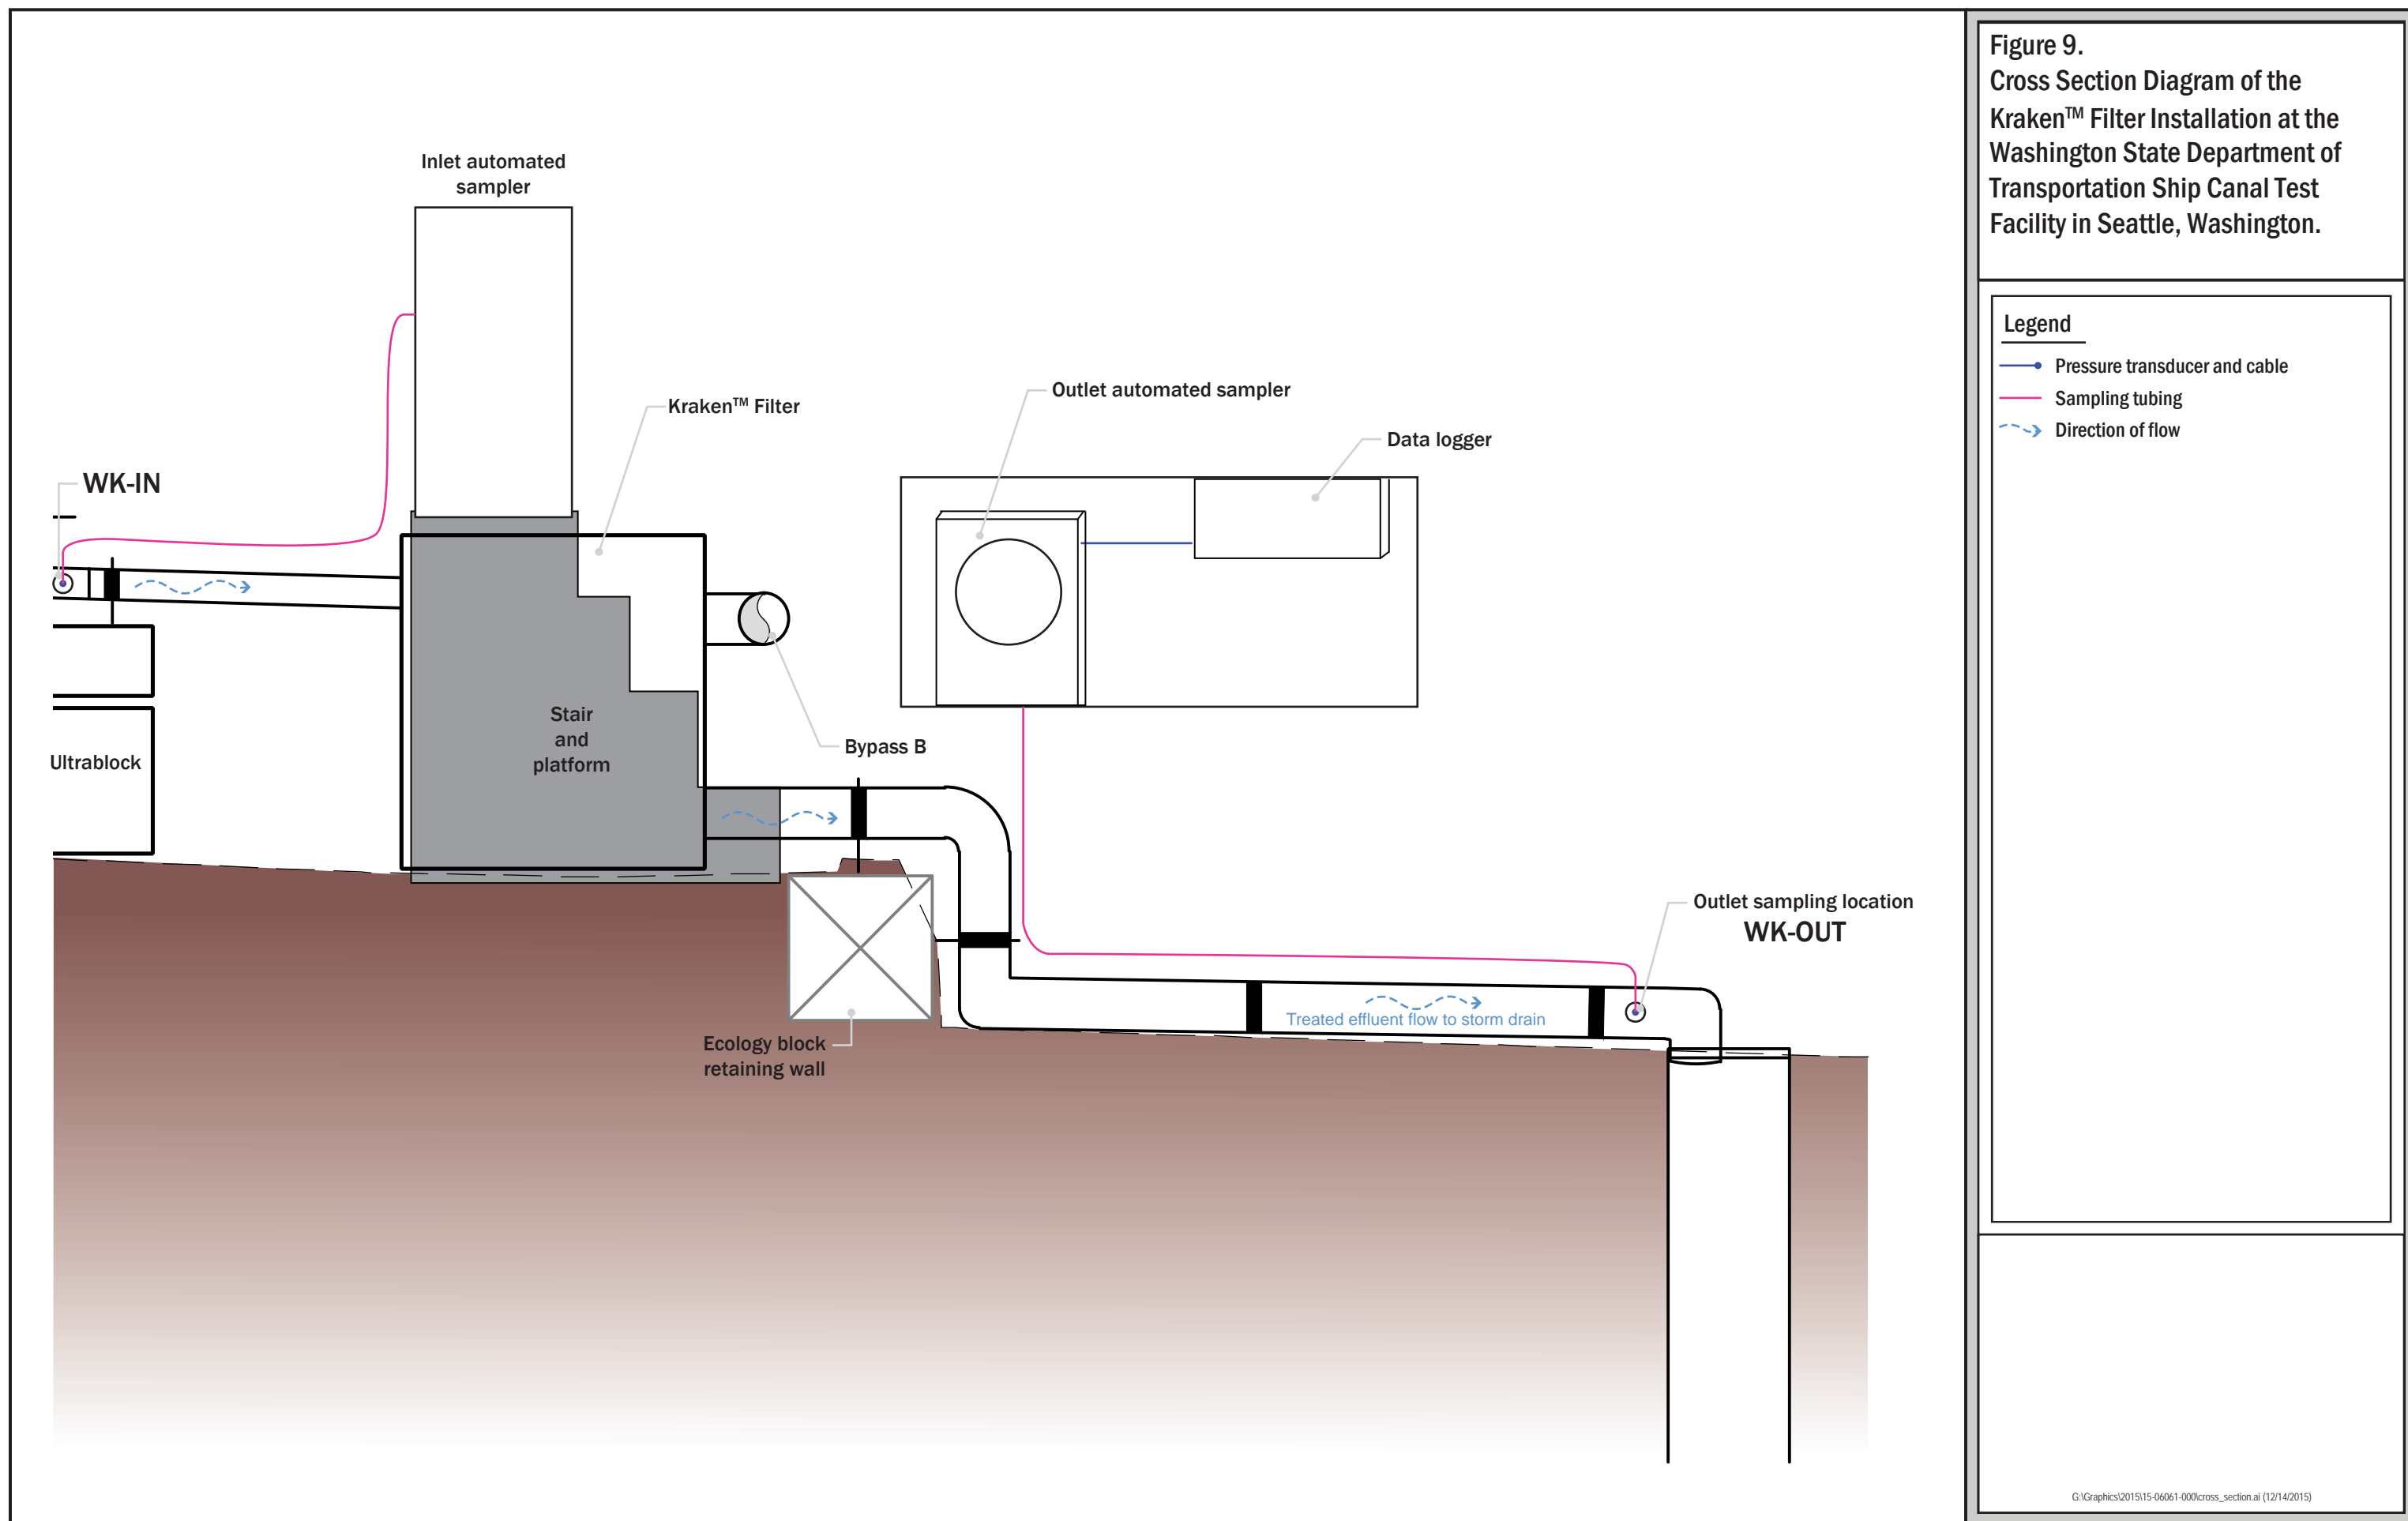 Figure 9.
Cross Section Diagram of the
Kraken™ Filter Installation at the
Washington State Department of
Transportation Ship Canal Test
Facility in Seattle, Washington.
Legend
Pressure transducer and cable
Sampling tubing
Direction of flow
Inlet automated
sampler
Kraken™ Filter
Outlet automated sampler
Data logger
WK-IN
Stair
and
platform
Bypass B
Ultrablock
Outlet sampling location
WK-OUT
Treated effluent flow to storm drain
Ecology block
retaining wall
G:\Graphics\2015\15-06061-000\cross_section.ai (12/14/2015)